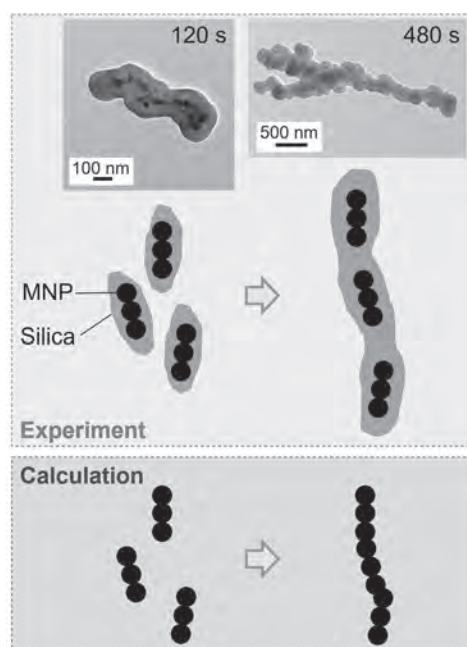 120 s
480 s
100 nm
500 nm
MNP
Silica
Experiment
Calculation